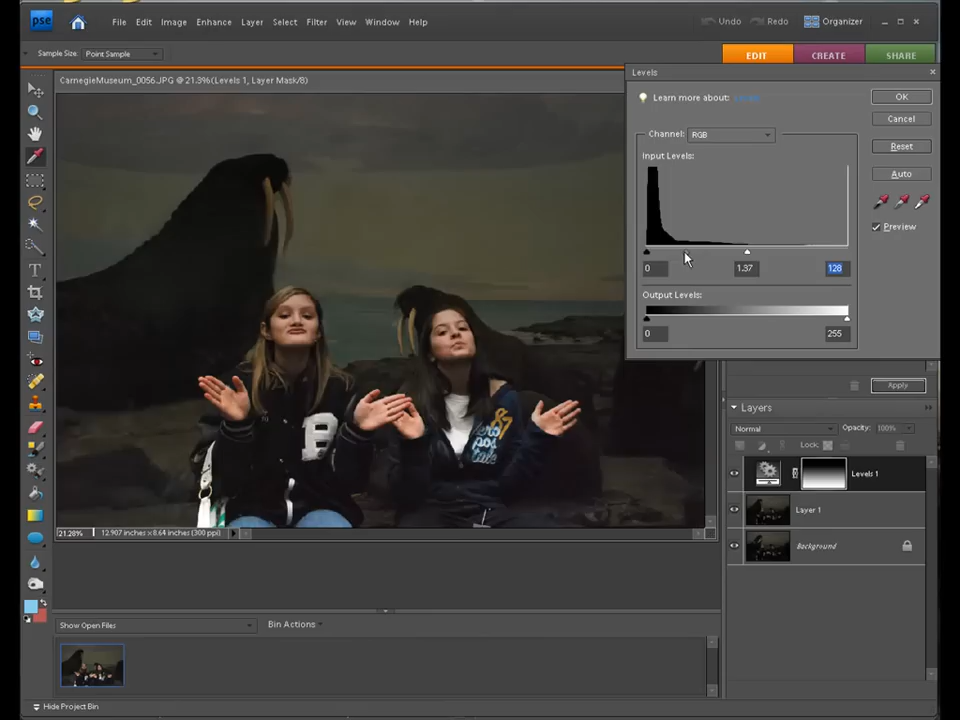 pse File Edit Image Enhance Layer Select Filter View Window Help Undo Redo Organizer
Sample Size: Point Sample EDIT CREATE SHARE
CarnegieMuseum_0056.JPG @ 21.3%(Levels 1, Layer Mask/8)
Levels
Learn more about:
OK
Cancel
Channel: RGB
Reset
Input Levels:
Auto
Preview
0 1.37 128
Output Levels:
0 255
Apply
Layers
Normal Opacity: 100%
Lock:
Levels 1
Layer 1
Background
B
87
21.28% 12.907 inches x 8.64 inches (300 ppi)
Show Open Files Bin Actions
Hide Project Bin